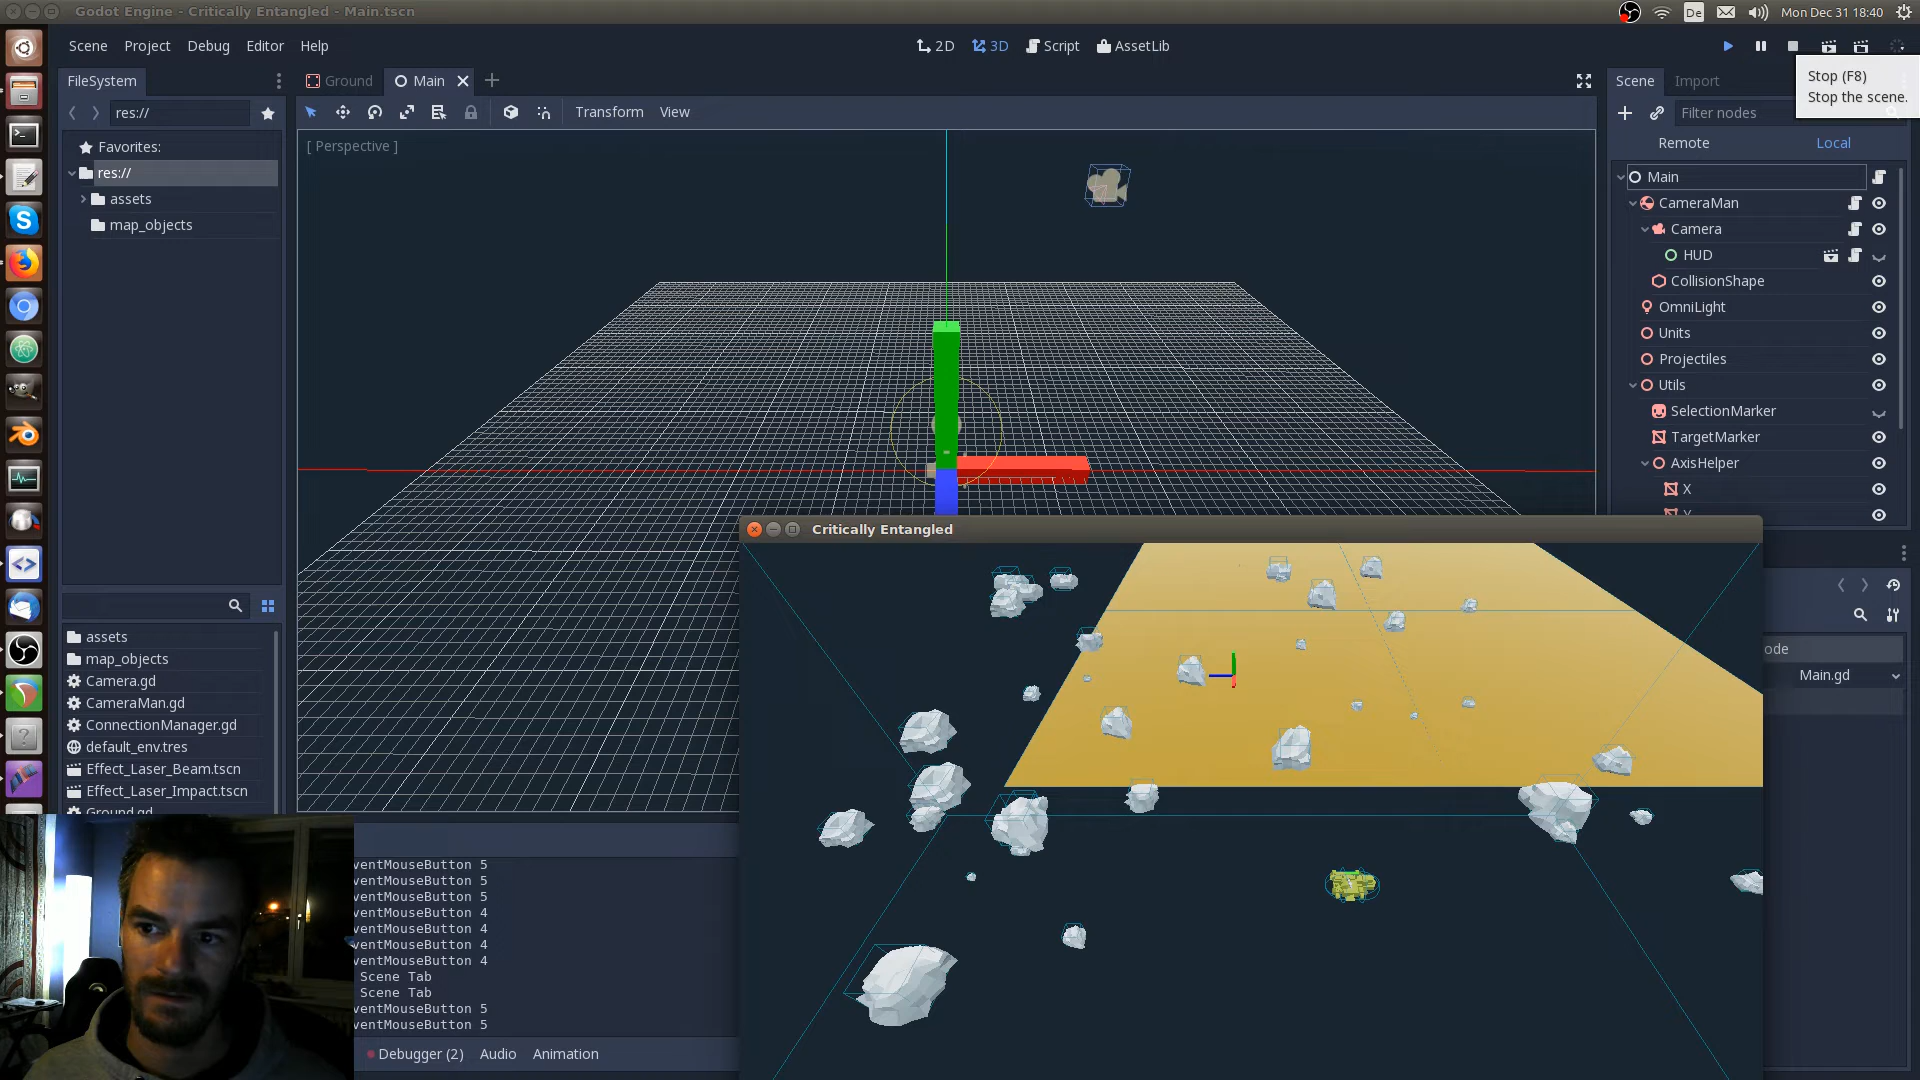 Godot Engine - Critically Entangled - Main.tscn
De
Mon Dec 31 18:40
Scene Project Debug Editor Help
2D 3D Script AssetLib
Stop (F8)
Stop the scene.
FileSystem
Ground Main
Scene Import
res://
Transform View
Filter nodes
[ Perspective ]
Remote Local
Favorites:
res://
assets
map_objects
Main
CameraMan
Camera
HUD
CollisionShape
OmniLight
Units
Projectiles
Utils
SelectionMarker
TargetMarker
AxisHelper
X
Y
Critically Entangled
ode
Main.gd
assets
map_objects
Camera.gd
CameraMan.gd
ConnectionManager.gd
default_env.tres
Effect_Laser_Beam.tscn
Effect_Laser_Impact.tscn
Ground.gd
ventMouseButton 5
ventMouseButton 5
ventMouseButton 5
ventMouseButton 4
ventMouseButton 4
ventMouseButton 4
ventMouseButton 4
Scene Tab
Scene Tab
ventMouseButton 5
ventMouseButton 5
Debugger (2) Audio Animation